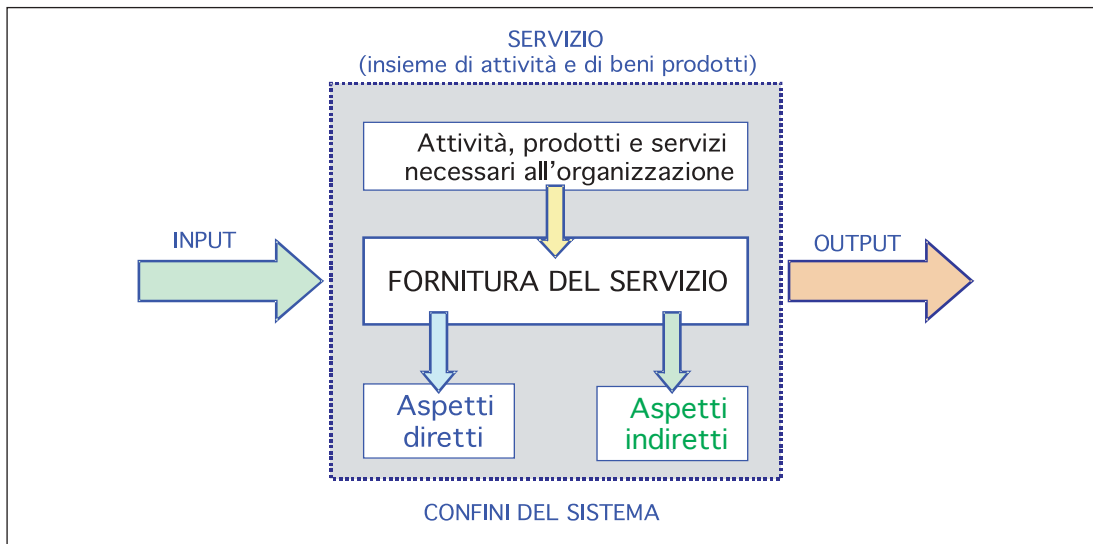 SERVIZIO
(insieme di attività e di beni prodotti)
Attività, prodotti e servizi
necessari all'organizzazione
INPUT
FORNITURA DEL SERVIZIO
OUTPUT
Aspetti
diretti
Aspetti
indiretti
CONFINI DEL SISTEMA